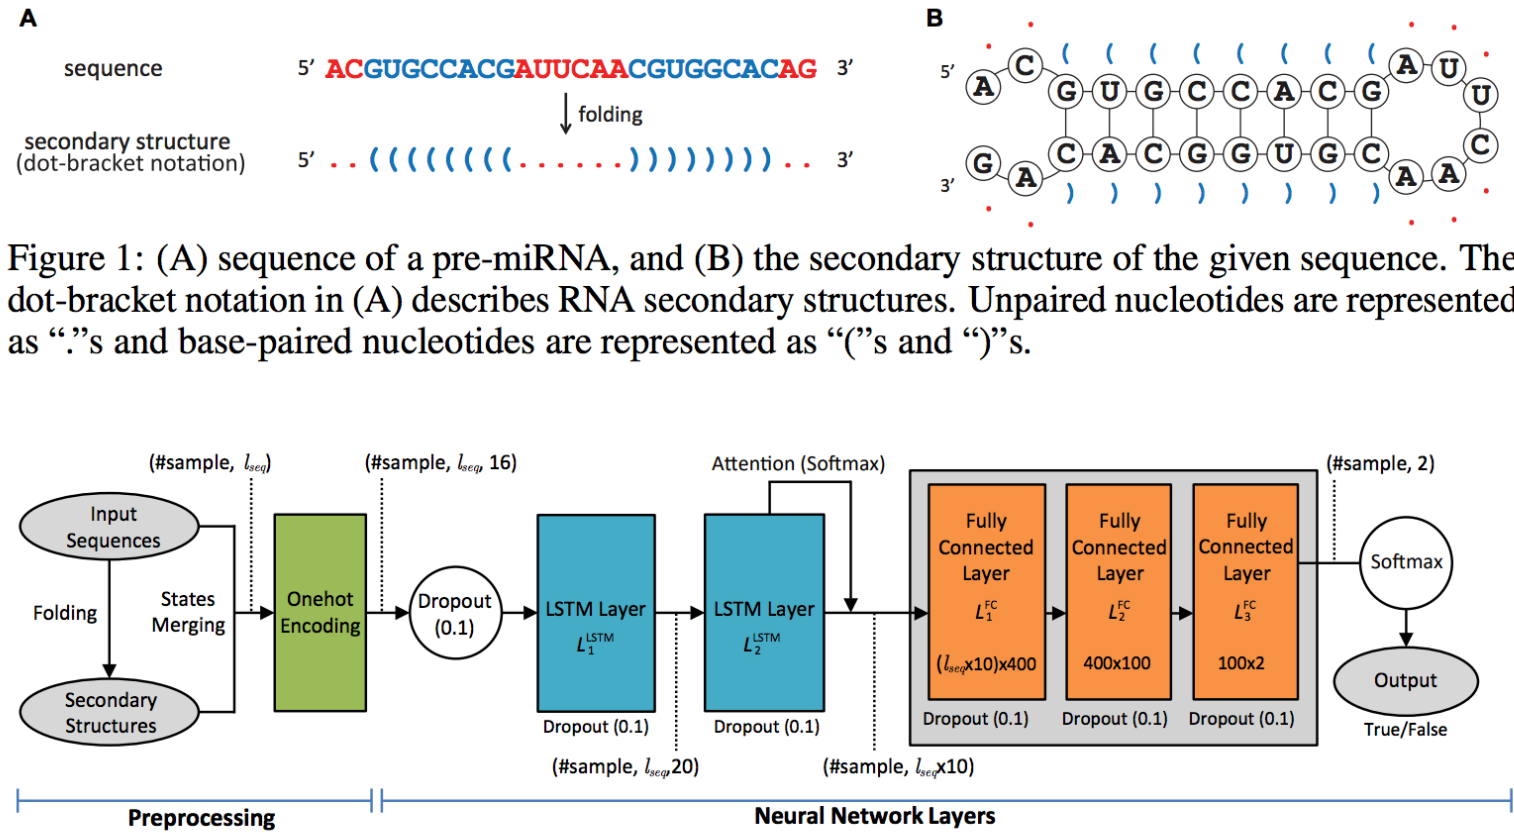 A
sequence 5’ ACGUGCCACGAUUCAACGUGGCACAG 3’
folding
secondary structure
(dot-bracket notation) 5’ ..((((((((......)))))))).. 3’
B
. . . . .
( ( ( ( ( ( ( (
5’ A C G U G C C A C G A U U
C
3’ G A C A C G G U G C A A
) ) ) ) ) ) ) )
. . . . .
Figure 1: (A) sequence of a pre-miRNA, and (B) the secondary structure of the given sequence. The
dot-bracket notation in (A) describes RNA secondary structures. Unpaired nucleotides are represented
as “.”s and base-paired nucleotides are represented as “(”s and “)”s.
(#sample, lseq)
(#sample, lseq, 16)
Attention (Softmax)
(#sample, 2)
Input
Sequences
Folding
States
Merging
Secondary
Structures
Onehot
Encoding
Dropout
(0.1)
LSTM Layer
L1LSTM
Dropout (0.1)
(#sample, lseq,20)
LSTM Layer
L2LSTM
Dropout (0.1)
(#sample, lseqx10)
Fully
Connected
Layer
L1FC
(lseqx10)x400
Dropout (0.1)
Fully
Connected
Layer
L2FC
400x100
Dropout (0.1)
Fully
Connected
Layer
L3FC
100x2
Dropout (0.1)
Softmax
Output
True/False
Preprocessing
Neural Network Layers